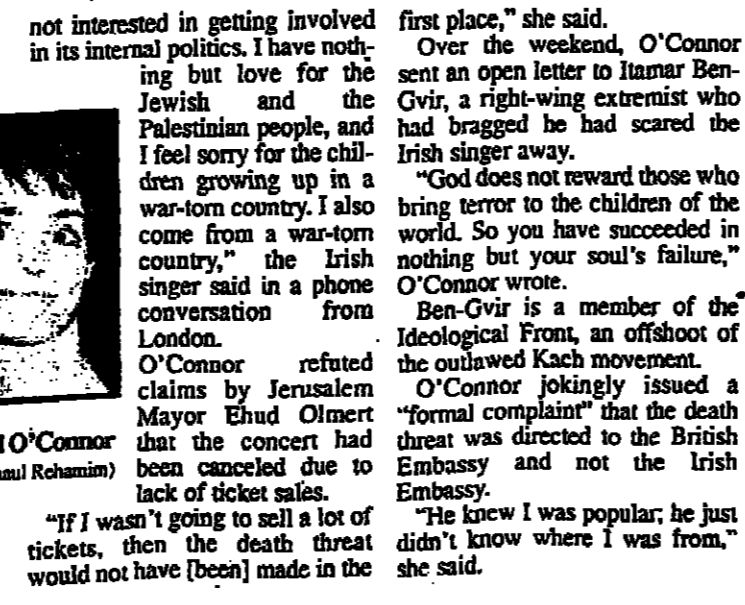 not interested in getting involved
in its internal politics. I have noth-
ing but love for the
Jewish and the
Palestinian people, and
I feel sorry for the chil-
dren growing up in a
war-torn country. I also
come from a war-torn
country," the Irish
singer said in a phone
conversation from
London.
O'Connor refuted
claims by Jerusalem
Mayor Ehud Olmert
that the concert had
been canceled due to
lack of ticket sales.
"If I wasn't going to sell a lot of
tickets, then the death threat
would not have [been] made in the
O'Connor
Rehamim)
first place," she said.
Over the weekend, O'Connor
sent an open letter to Itamar Ben-
Gvir, a right-wing extremist who
had bragged he had scared the
Irish singer away.
"God does not reward those who
bring terror to the children of the
world. So you have succeeded in
nothing but your soul's failure,"
O'Connor wrote.
Ben-Gvir is a member of the
Ideological Front, an offshoot of
the outlawed Kach movement.
O'Connor jokingly issued a
"formal complaint" that the death
threat was directed to the British
Embassy and not the Irish
Embassy.
"He knew I was popular; he just
didn't know where I was from,"
she said.